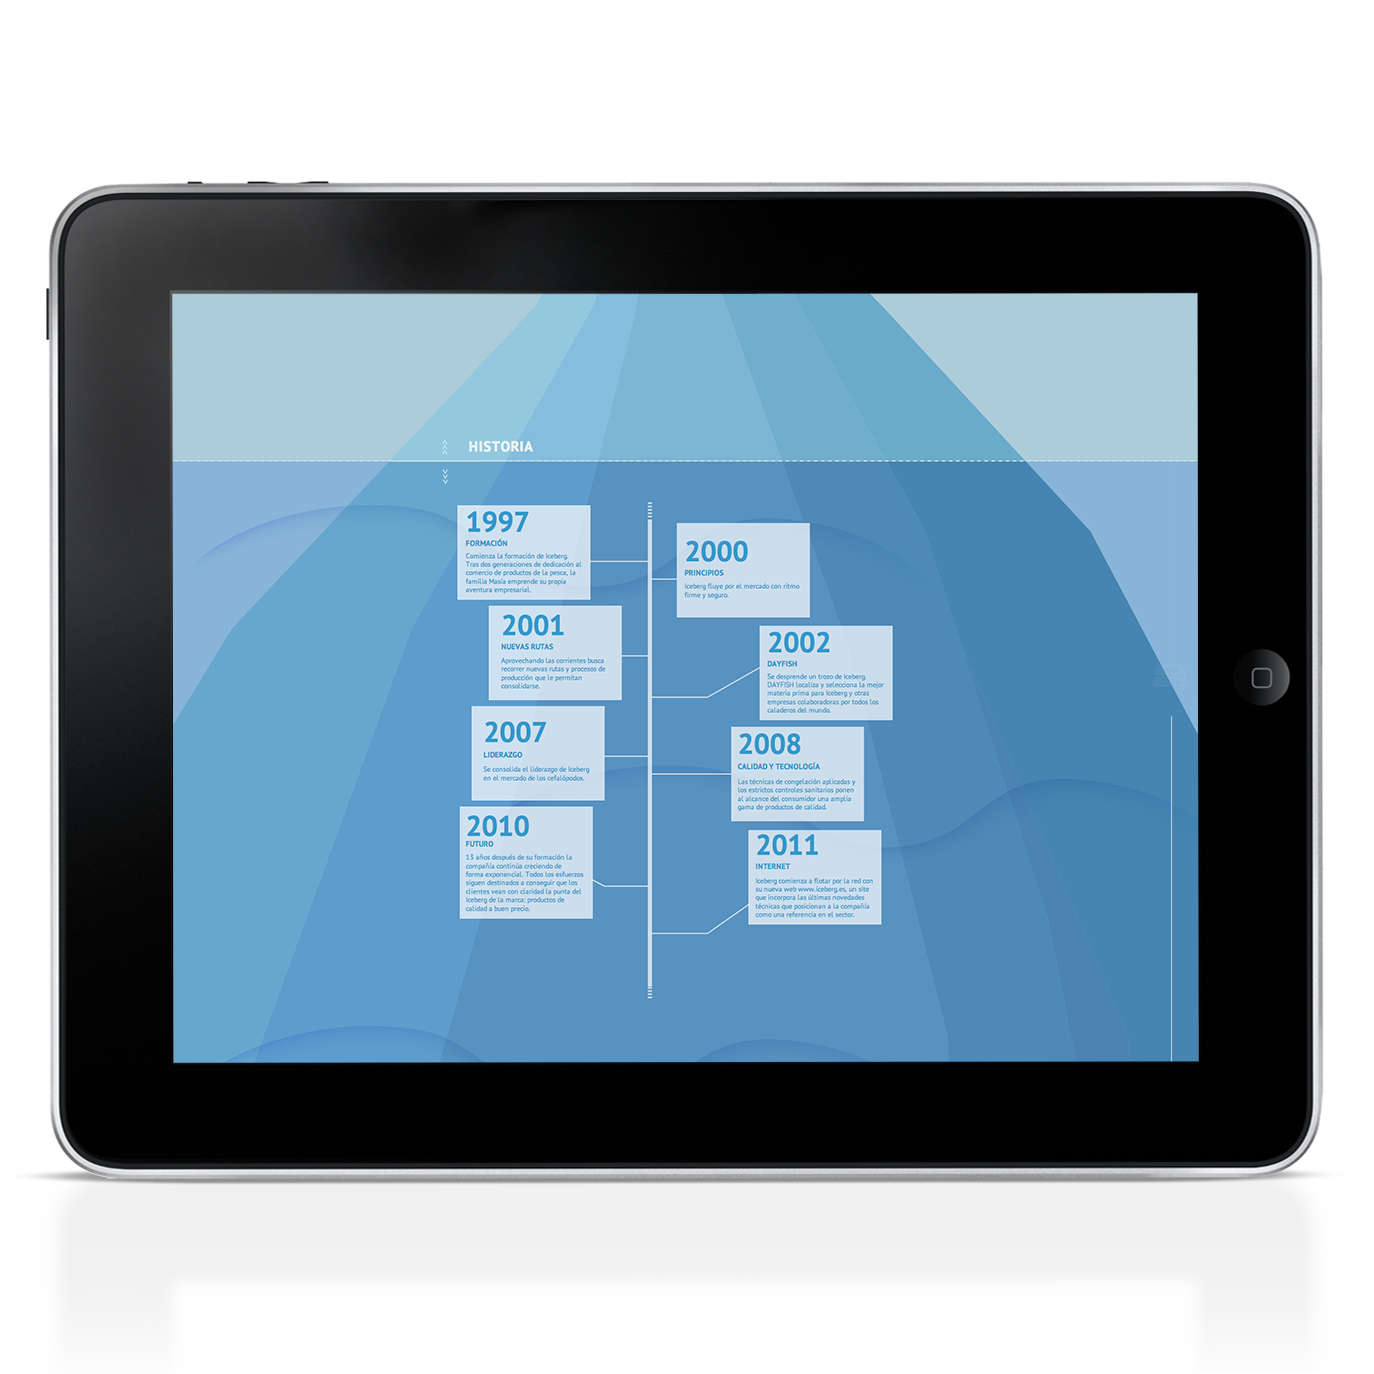 HISTORIA
1997
FORMACIÓN
Comienza la formación de Iceberg.
Tras dos generaciones de dedicación al
comercio de productos de la pesca, la
familia Masía emprende su propia
aventura empresarial.
2000
PRINCIPIOS
Iceberg fluye por el mercado con ritmo
firme y seguro.
2001
NUEVAS RUTAS
Aprovechando las corrientes busca
recorrer nuevas rutas y procesos de
producción que le permitan
consolidarse.
2002
DAYFISH
Se desprende un trozo de Iceberg.
DAYFISH localiza y selecciona la mejor
materia prima para Iceberg y otras
empresas colaboradoras por todos los
caladeros del mundo.
2007
LIDERAZGO
Se consolida el liderazgo de Iceberg
en el mercado de los cefalópodos.
2008
CALIDAD Y TECNOLOGÍA
Las técnicas de congelación aplicadas y
los estrictos controles sanitarios ponen
al alcance del consumidor una amplia
gama de productos de calidad.
2010
FUTURO
13 años después de su formación la
compañía continúa creciendo de
forma exponencial. Todos los esfuerzos
siguen destinados a conseguir que los
clientes vean con claridad la punta del
Iceberg de la marca: productos de
calidad a buen precio.
2011
INTERNET
Iceberg comienza a flotar por la red con
su nueva web www.iceberg.es, un site
que incorpora las últimas novedades
técnicas que posicionan a la compañía
como una referencia en el sector.